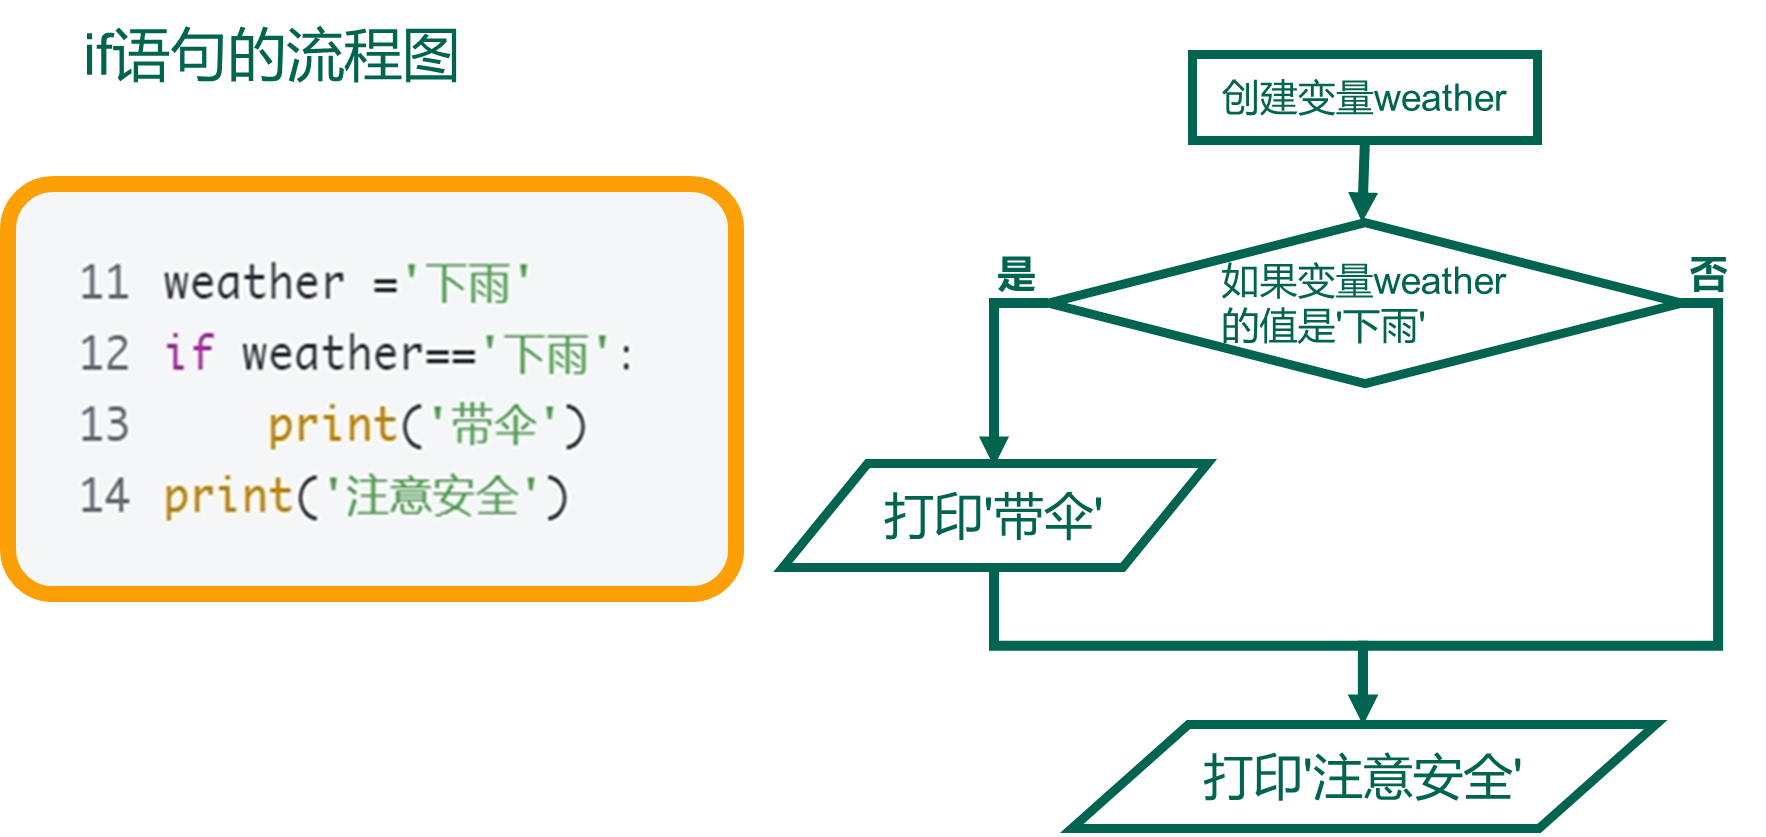 if语句的流程图
11 weather ='下雨'
12 if weather=='下雨':
13     print('带伞')
14 print('注意安全')
创建变量weather
是
如果变量weather
的值是'下雨'
否
打印'带伞'
打印'注意安全'